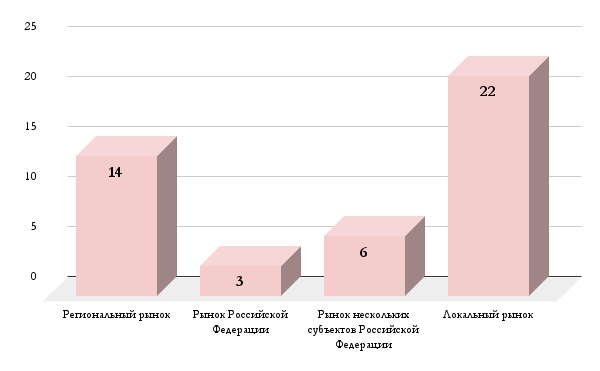 25
20
15
10
5
0
14
3
6
22
Региональный рынок
Рынок Российской
Федерации
Рынок нескольких
субъектов Российской
Федерации
Локальный рынок